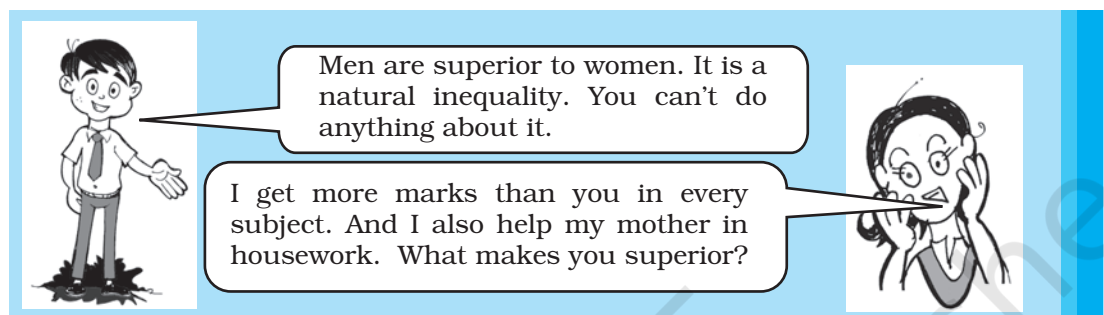 Men are superior to women. It is a
natural inequality. You can't do
anything about it.
I get more marks than you in every
subject. And I also help my mother in
housework. What makes you superior?